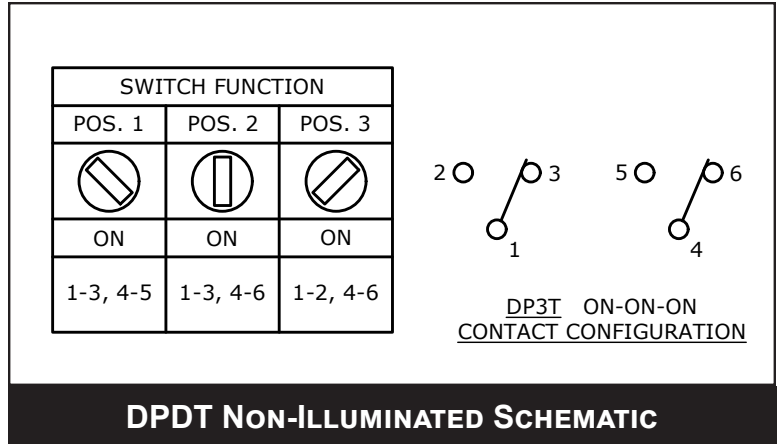 SWITCH FUNCTION
POS. 1 POS. 2 POS. 3
ON ON ON
1-3, 4-5 1-3, 4-6 1-2, 4-6
2 3 5 6
1 4
DP3T ON-ON-ON
CONTACT CONFIGURATION
DPDT NON-ILLUMINATED SCHEMATIC